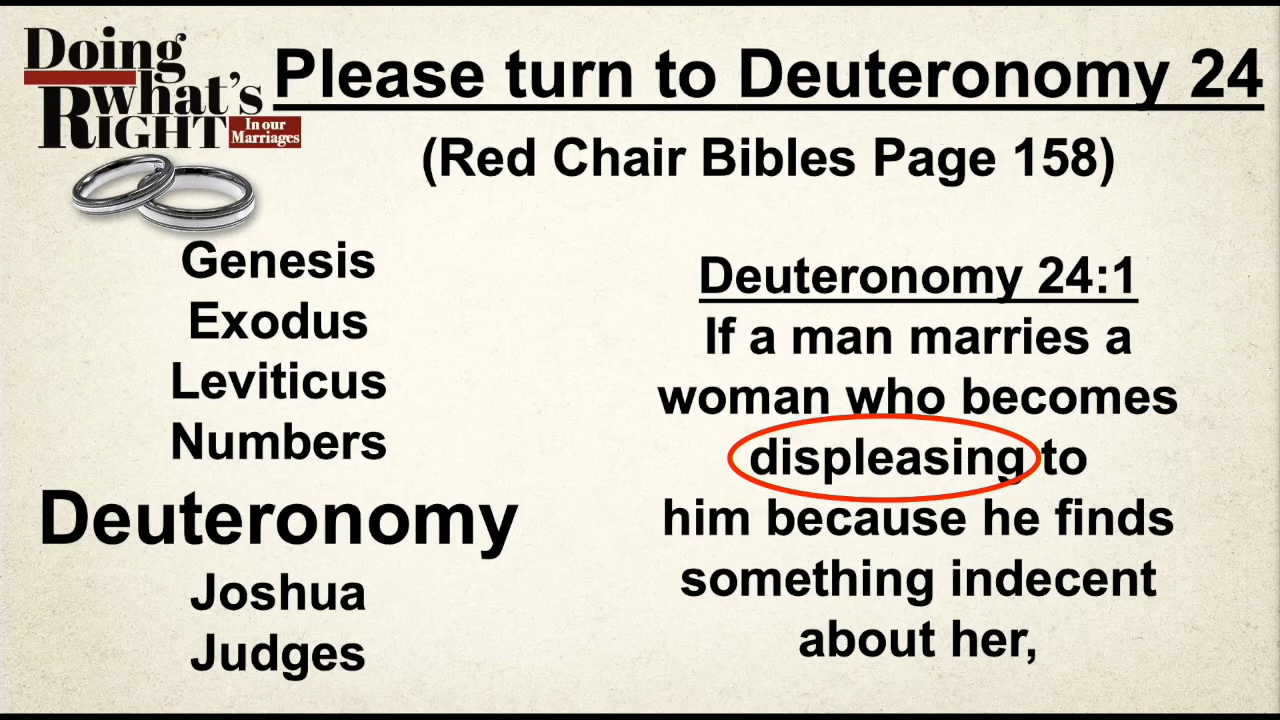 Doing
what's
RIGHT
In our
Marriages
Please turn to Deuteronomy 24
(Red Chair Bibles Page 158)
Genesis
Exodus
Leviticus
Numbers
Deuteronomy
Joshua
Judges
Deuteronomy 24:1
If a man marries a
woman who becomes
displeasing to
him because he finds
something indecent
about her,